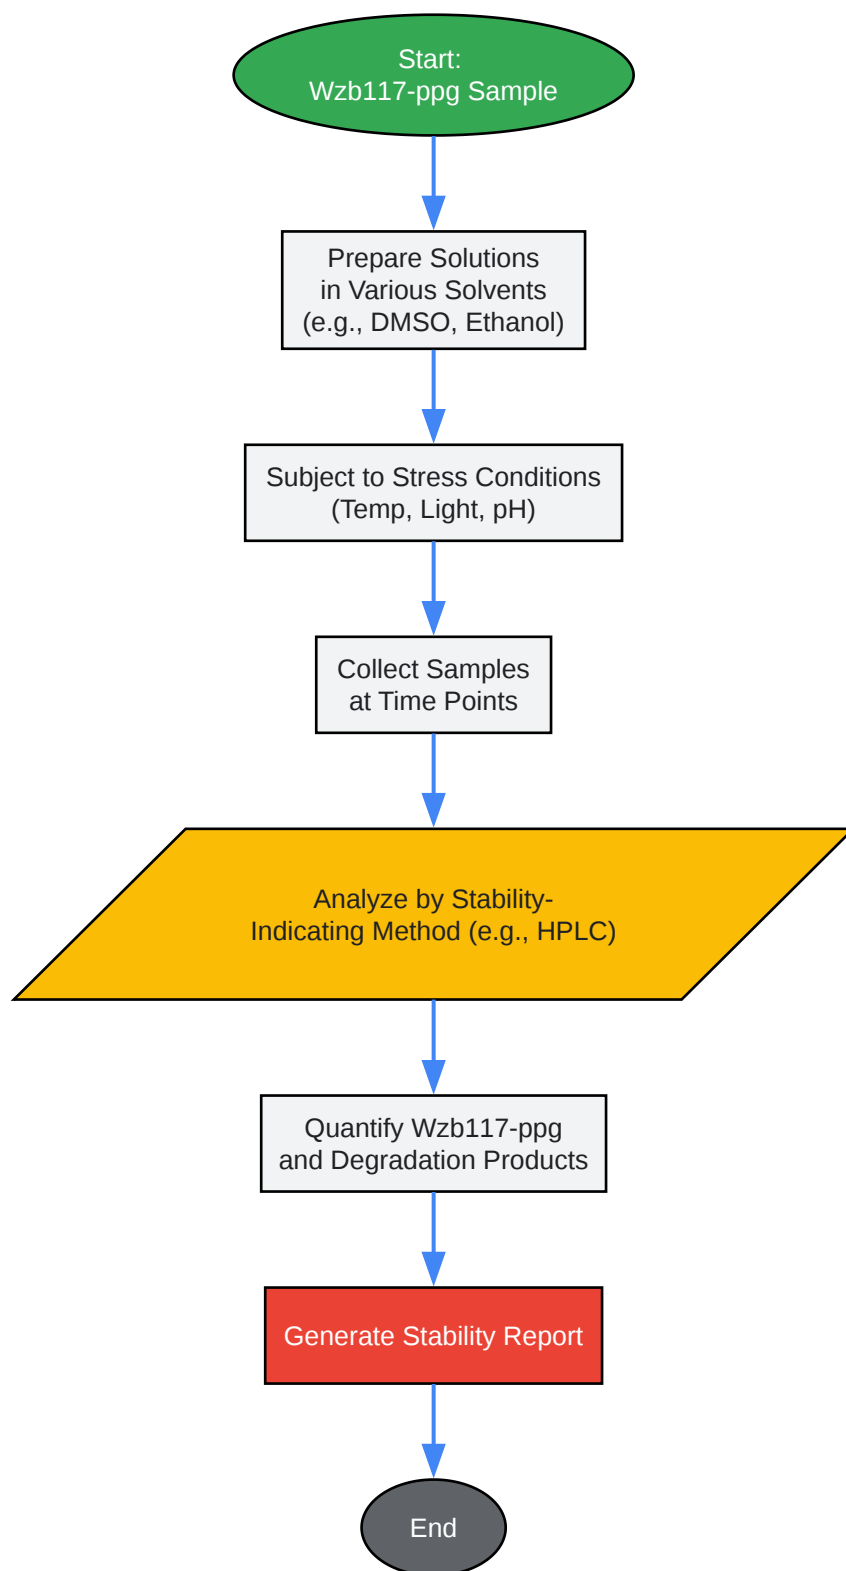 Start:
Wzb117-ppg Sample
Prepare Solutions
in Various Solvents
(e.g., DMSO, Ethanol)
Subject to Stress Conditions
(Temp, Light, pH)
Collect Samples
at Time Points
Analyze by Stability-
Indicating Method (e.g., HPLC)
Quantify Wzb117-ppg
and Degradation Products
Generate Stability Report
End